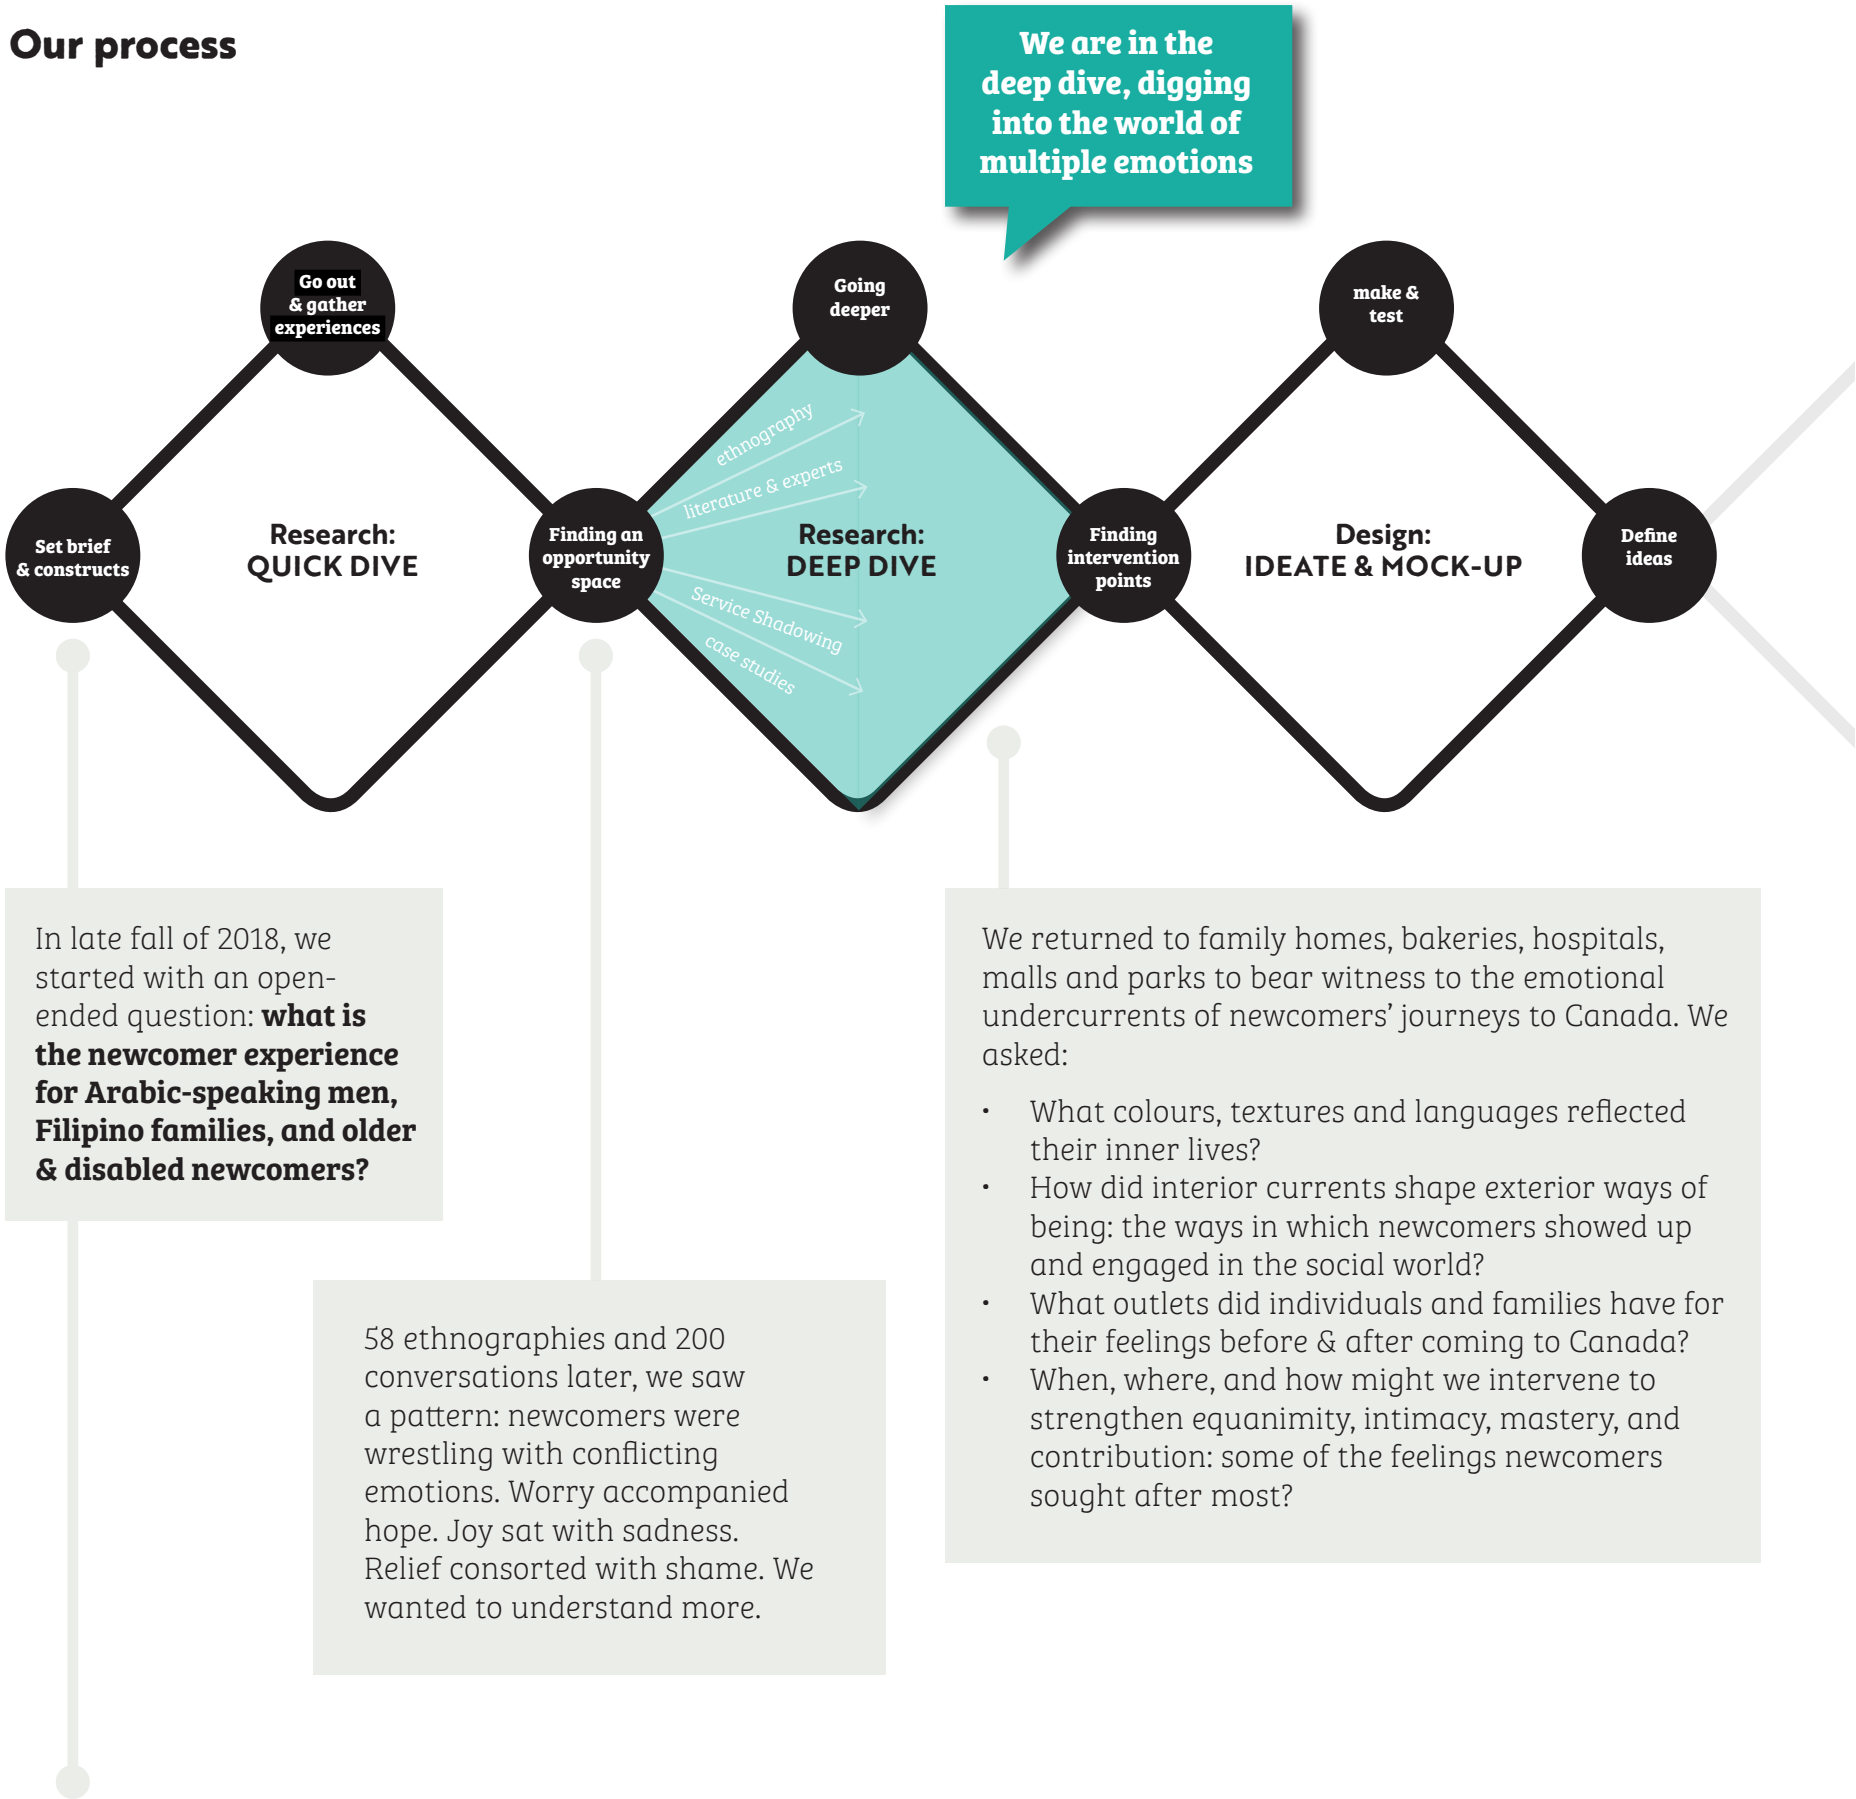 Our process
We are in the
deep dive, digging
into the world of
multiple emotions
Go out
& gather
experiences
Going
deeper
make &
test
ethnography
literature & experts
Set brief
& constructs
Research:
QUICK DIVE
Finding an
opportunity
space
Research:
DEEP DIVE
Finding
intervention
points
Design:
IDEATE & MOCK-UP
Define
ideas
Service Shadowing
case studies
In late fall of 2018, we
started with an open-
ended question: what is
the newcomer experience
for Arabic-speaking men,
Filipino families, and older
& disabled newcomers?
58 ethnographies and 200
conversations later, we saw
a pattern: newcomers were
wrestling with conflicting
emotions. Worry accompanied
hope. Joy sat with sadness.
Relief consorted with shame. We
wanted to understand more.
We returned to family homes, bakeries, hospitals,
malls and parks to bear witness to the emotional
undercurrents of newcomers’ journeys to Canada. We
asked:
• What colours, textures and languages reflected
their inner lives?
• How did interior currents shape exterior ways of
being: the ways in which newcomers showed up
and engaged in the social world?
• What outlets did individuals and families have for
their feelings before & after coming to Canada?
• When, where, and how might we intervene to
strengthen equanimity, intimacy, mastery, and
contribution: some of the feelings newcomers
sought after most?